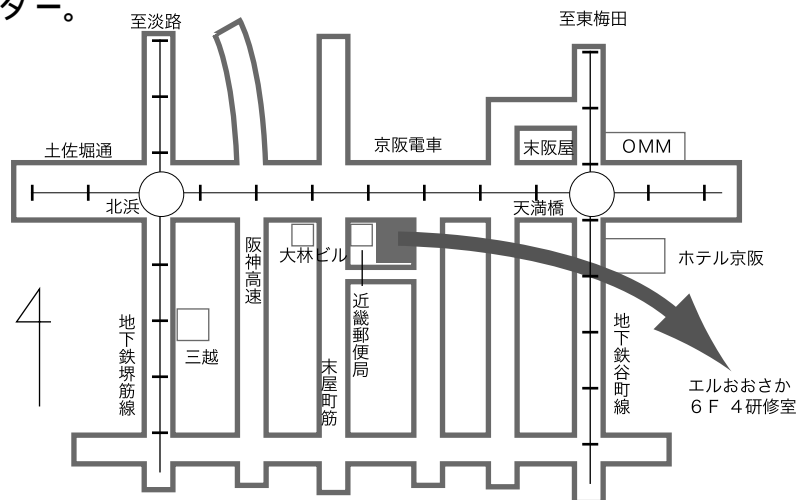 ダー。
至淡路
至東梅田
土佐堀通
京阪電車
末阪屋
OMM
北浜
天満橋
阪神高速
大林ビル
ホテル京阪
近畿郵便局
地下鉄堺筋線
三越
末屋町筋
地下鉄谷町線
エルおおさか
6F 4研修室